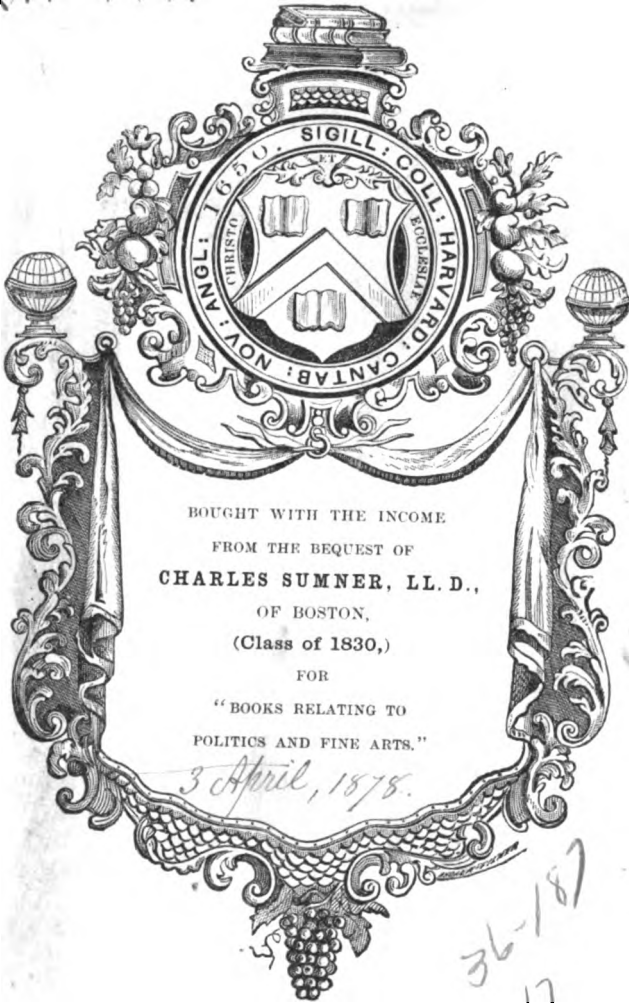 SIGILL: COLL: HARVARD: CANTAB: NOV: ANGL: 1650.
CHRISTO
ET
ECCLESIAE
BOUGHT WITH THE INCOME
FROM THE BEQUEST OF
CHARLES SUMNER, LL. D.,
OF BOSTON,
(Class of 1830,)
FOR
"BOOKS RELATING TO
POLITICS AND FINE ARTS."
3 April, 1878.
36-187
17